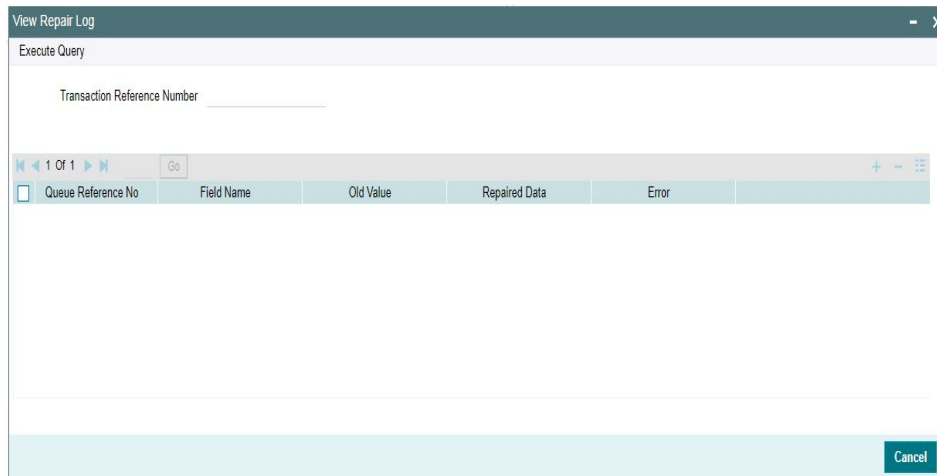 View Repair Log
Execute Query
Transaction Reference Number
1 Of 1 Go
Queue Reference No Field Name Old Value Repaired Data Error
Cancel